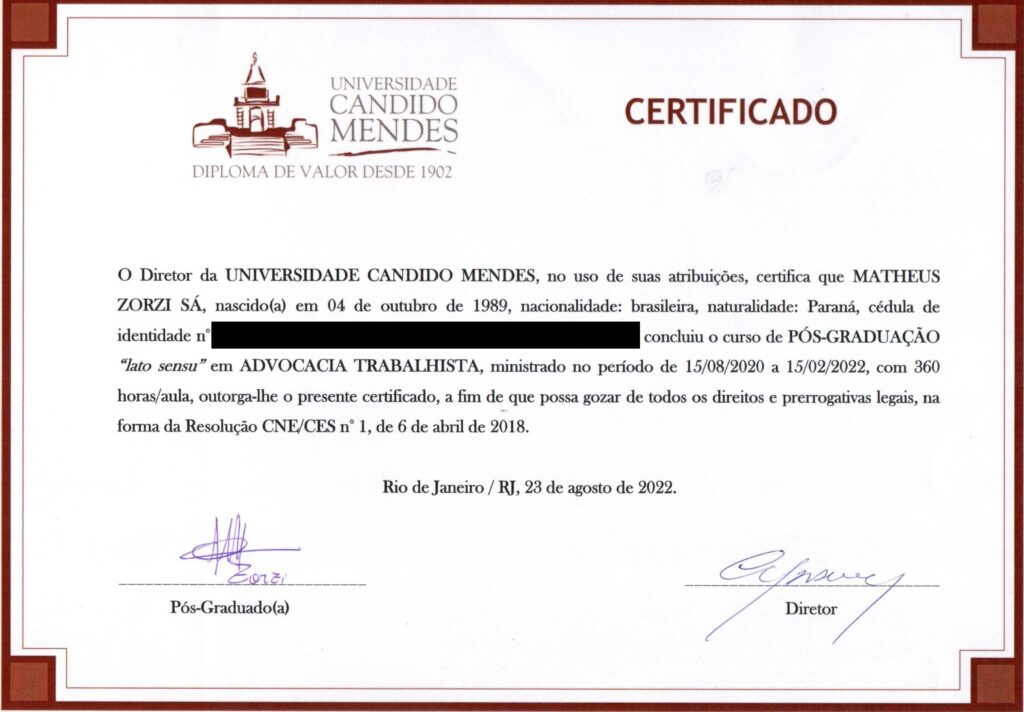 UNIVERSIDADE
CANDIDO
MENDES
DIPLOMA DE VALOR DESDE 1902
CERTIFICADO
O Diretor da UNIVERSIDADE CANDIDO MENDES, no uso de suas atribuições, certifica que MATHEUS
ZORZI SÁ, nascido(a) em 04 de outubro de 1989, nacionalidade: brasileira, naturalidade: Paraná, cédula de
identidade n° concluiu o curso de PÓS-GRADUAÇÃO
"lato sensu" em ADVOCACIA TRABALHISTA, ministrado no período de 15/08/2020 a 15/02/2022, com 360
horas/aula, outorga-lhe o presente certificado, a fim de que possa gozar de todos os direitos e prerrogativas legais, na
forma da Resolução CNE/CES n° 1, de 6 de abril de 2018.
Rio de Janeiro / RJ, 23 de agosto de 2022.
Zorzi
Pós-Graduado(a)
Diretor